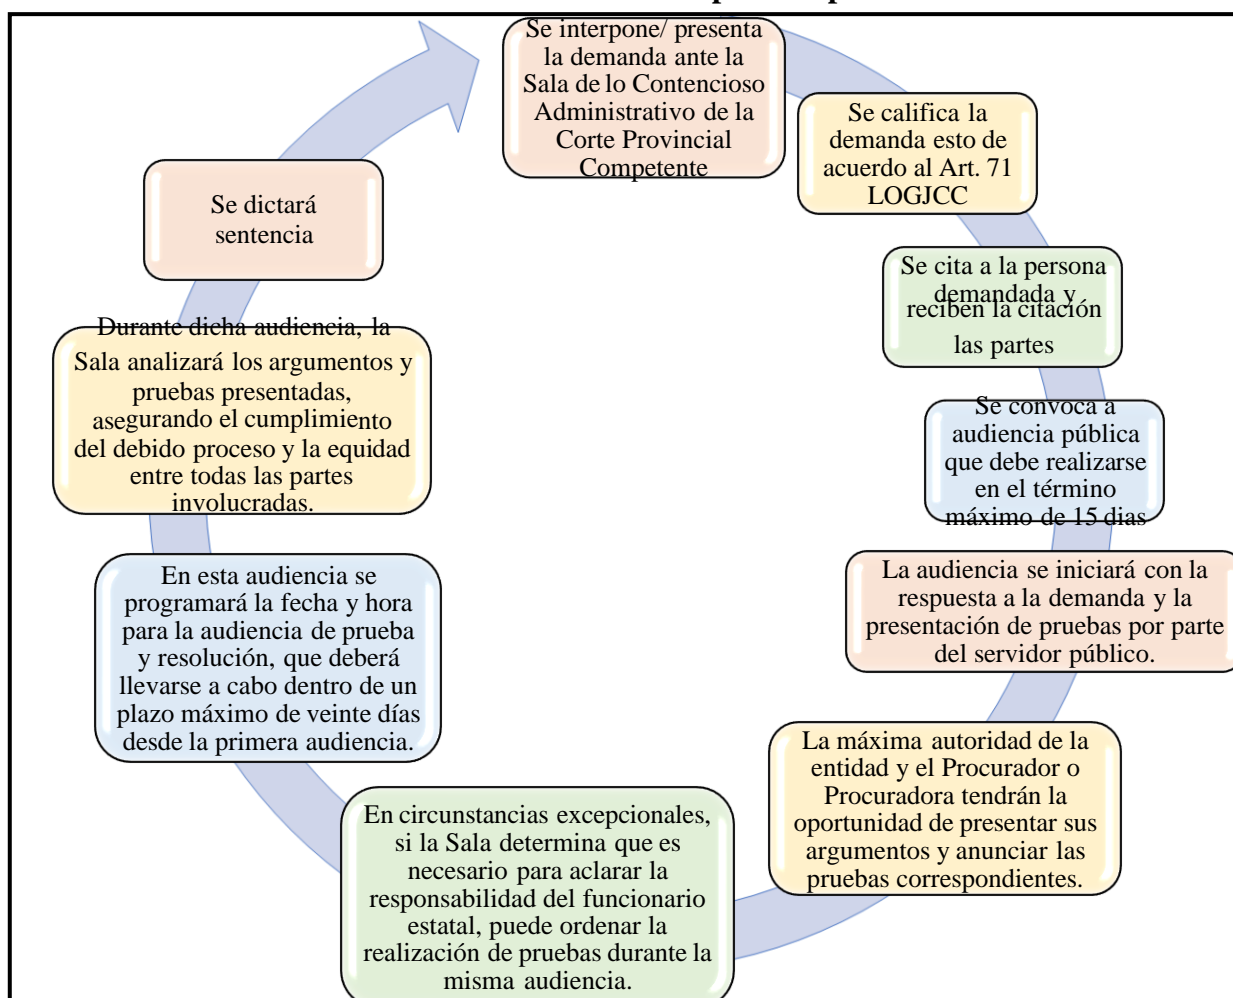 Se interpone/ presenta
la demanda ante la
Sala de lo Contencioso
Administrativo de la
Corte Provincial
Competente
Se califica la
demanda esto de
acuerdo al Art. 71
LOGJCC
Se cita a la persona
demandada y
reciben la citación
las partes
Se convoca a
audiencia pública
que debe realizarse
en el término
máximo de 15 dias
La audiencia se iniciará con la
respuesta a la demanda y la
presentación de pruebas por parte
del servidor público.
La máxima autoridad de la
entidad y el Procurador o
Procuradora tendrán la
oportunidad de presentar sus
argumentos y anunciar las
pruebas correspondientes.
En circunstancias excepcionales,
si la Sala determina que es
necesario para aclarar la
responsabilidad del funcionario
estatal, puede ordenar la
realización de pruebas durante la
misma audiencia.
En esta audiencia se
programará la fecha y hora
para la audiencia de prueba
y resolución, que deberá
llevarse a cabo dentro de un
plazo máximo de veinte días
desde la primera audiencia.
Durante dicha audiencia, la
Sala analizará los argumentos y
pruebas presentadas,
asegurando el cumplimiento
del debido proceso y la equidad
entre todas las partes
involucradas.
Se dictará
sentencia